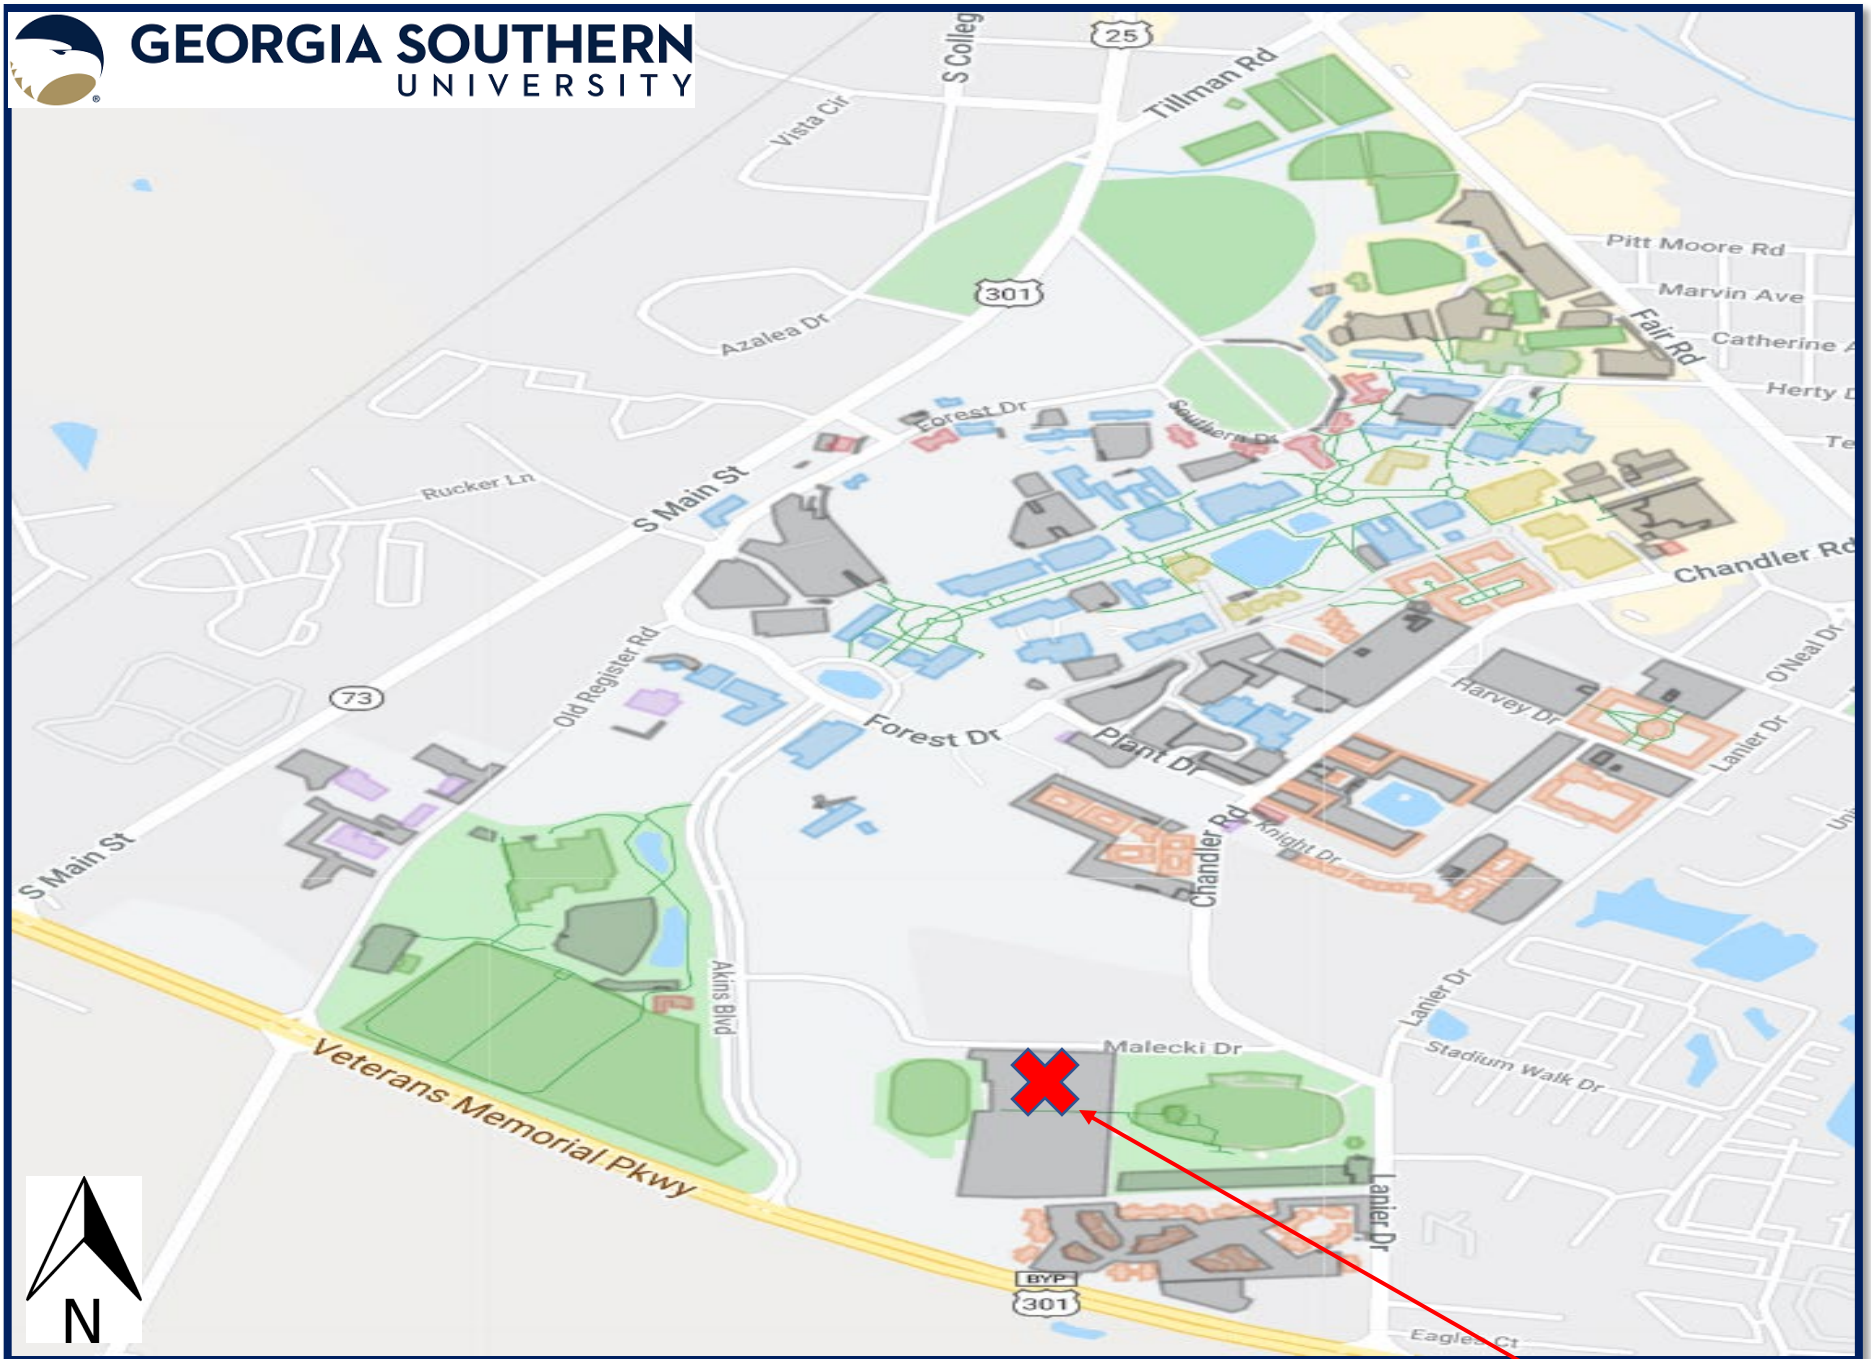 GEORGIA SOUTHERN
UNIVERSITY
S Colleg
25
Tillman Rd
Vista Cir
Pitt Moore Rd
Marvin Ave
301
Azalea Dr
Fair Rd
Catherine A
Herty D
Forest Dr
Southern Dr
Te
S Main St
Rucker Ln
Chandler Rd
Old Register Rd
O'Neal Dr
73
Harvey Dr
Forest Dr
Plant Dr
Lanier Dr
Uni
Chandler Rd
Knight Dr
S Main St
Akins Blvd
Lanier Dr
Malecki Dr
Stadium Walk Dr
Veterans Memorial Pkwy
Lanier Dr
BYP
301
N
Eagles Ct